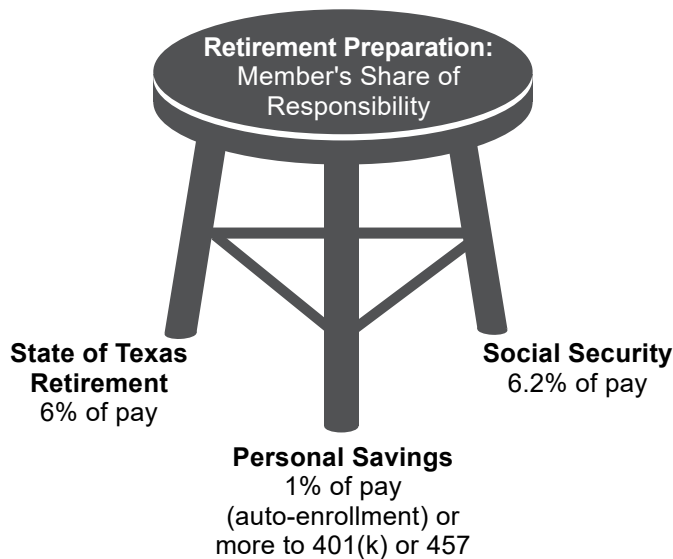 Retirement Preparation:
Member's Share of
Responsibility
State of Texas
Retirement
6% of pay
Social Security
6.2% of pay
Personal Savings
1% of pay
(auto-enrollment) or
more to 401(k) or 457